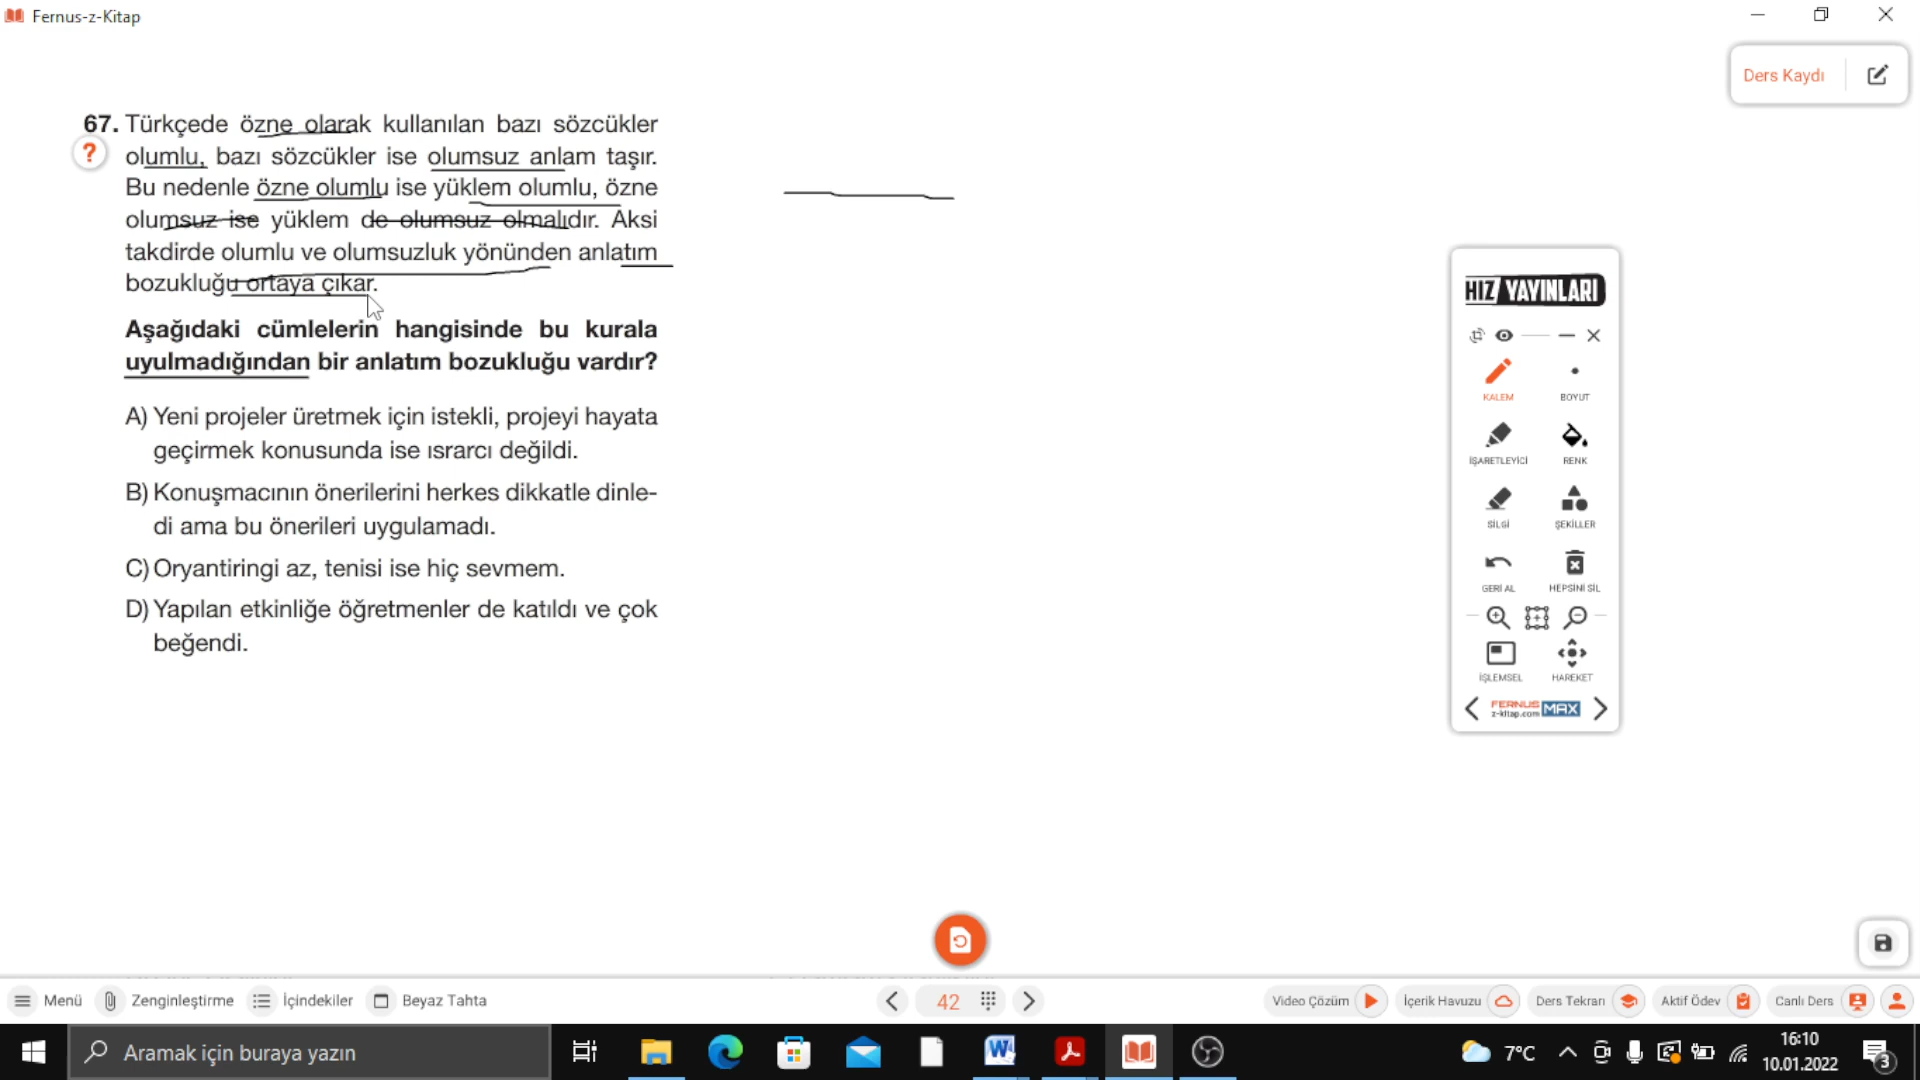 Fernus-z-Kitap
Ders Kaydı
67. Türkçede özne olarak kullanılan bazı sözcükler
olumlu, bazı sözcükler ise olumsuz anlam taşır.
Bu nedenle özne olumlu ise yüklem olumlu, özne
olumsuz ise yüklem de olumsuz olmalıdır. Aksi
takdirde olumlu ve olumsuzluk yönünden anlatım
bozukluğu ortaya çıkar.
?
Aşağıdaki cümlelerin hangisinde bu kurala
uyulmadığından bir anlatım bozukluğu vardır?
A) Yeni projeler üretmek için istekli, projeyi hayata
geçirmek konusunda ise ısrarcı değildi.
B) Konuşmacının önerilerini herkes dikkatle dinle-
di ama bu önerileri uygulamadı.
C) Oryantiringi az, tenisi ise hiç sevmem.
D) Yapılan etkinliğe öğretmenler de katıldı ve çok
beğendi.
HIZ YAYINLARI
KALEM BOYUT
İŞARETLEYİCİ RENK
SİLGİ ŞEKİLLER
GERİ AL HEPSİNİ SİL
İŞLEMSEL HAREKET
FERNUS
z-kitap.com MAX
Menü Zenginleştirme İçindekiler Beyaz Tahta 42 Video Çözüm İçerik Havuzu Ders Tekrarı Aktif Ödev Canlı Ders
Aramak için buraya yazın 7°C 16:10
10.01.2022 3